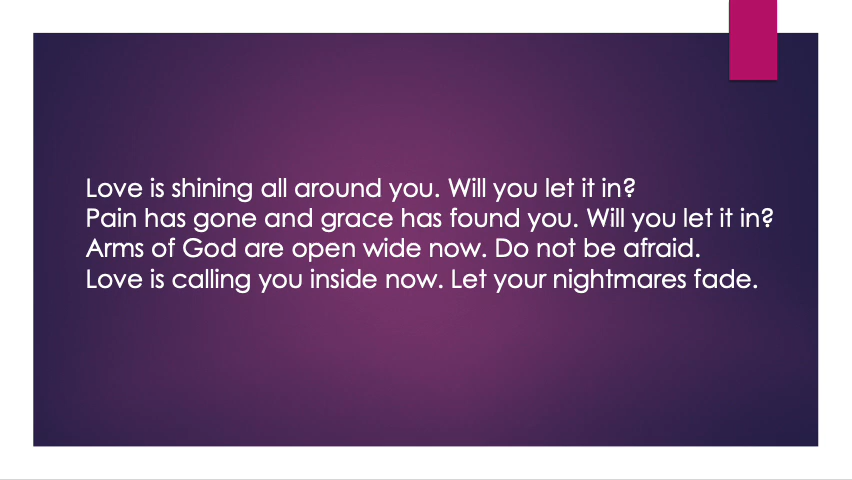 Love is shining all around you. Will you let it in?
Pain has gone and grace has found you. Will you let it in?
Arms of God are open wide now. Do not be afraid.
Love is calling you inside now. Let your nightmares fade.